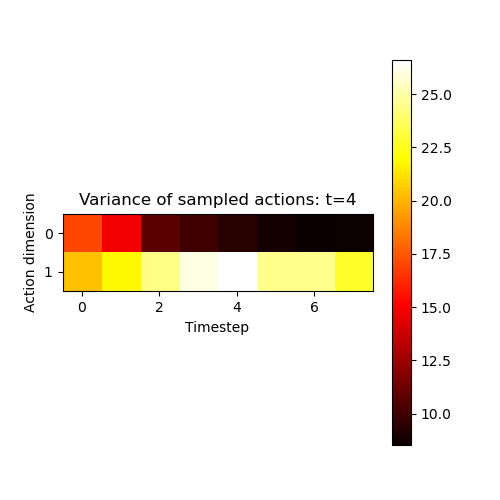 Variance of sampled actions: t=4
Action dimension
0
1
0 2 4 6
Timestep
25.0
22.5
20.0
17.5
15.0
12.5
10.0